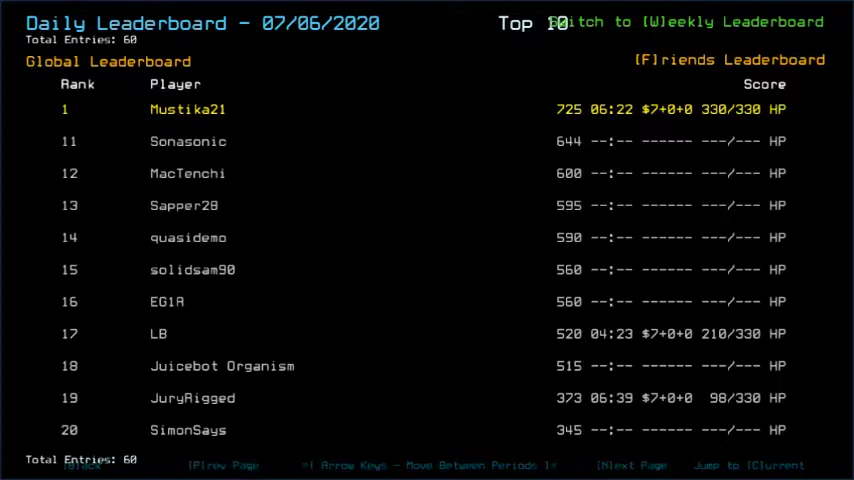 Daily Leaderboard - 07/06/2020 Top 10 Switch to [W]eekly Leaderboard
Total Entries: 60
Global Leaderboard [F]riends Leaderboard
Rank Player Score
1 Mustika21 725 06:22 $7+0+0 330/330 HP
11 Sonasonic 644 --:-- ------ ---/--- HP
12 MacTenchi 600 --:-- ------ ---/--- HP
13 Sapper28 595 --:-- ------ ---/--- HP
14 quasidemo 590 --:-- ------ ---/--- HP
15 solidsam90 560 --:-- ------ ---/--- HP
16 EG1A 560 --:-- ------ ---/--- HP
17 LB 520 04:23 $7+0+0 210/330 HP
18 Juicebot Organism 515 --:-- ------ ---/--- HP
19 JuryRigged 373 06:39 $7+0+0 98/330 HP
20 SimonSays 345 --:-- ------ ---/--- HP
Total Entries: 60
[B]ack [P]rev Page =[ Arrow Keys - Move Between Periods ]= [N]ext Page Jump to [C]urrent